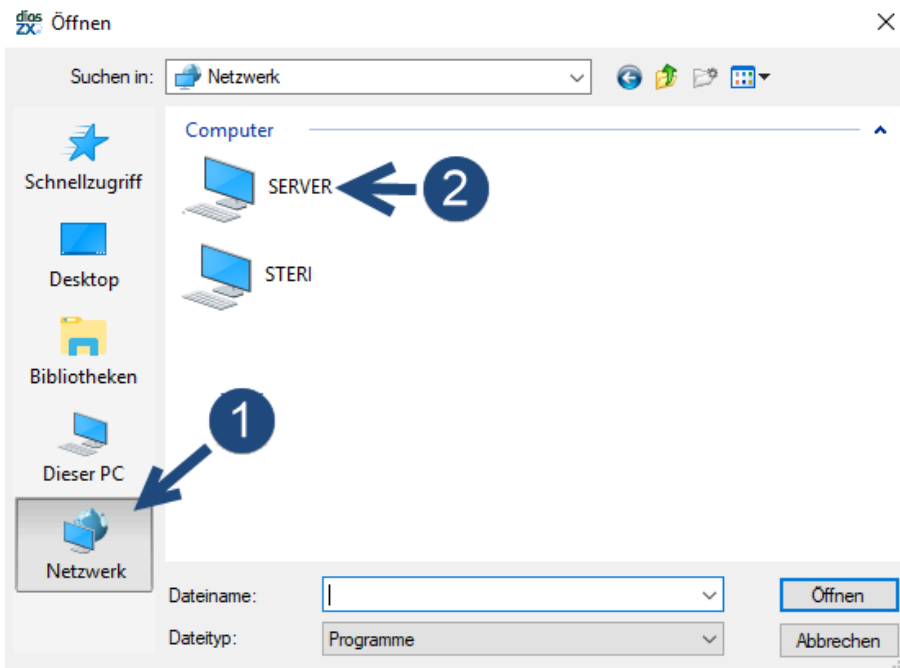 dios ZX Öffnen
Suchen in: Netzwerk
Schnellzugriff
Desktop
Bibliotheken
Dieser PC
Netzwerk
Computer
SERVER 2
STERI
1
Dateiname:
Öffnen
Dateityp: Programme
Abbrechen